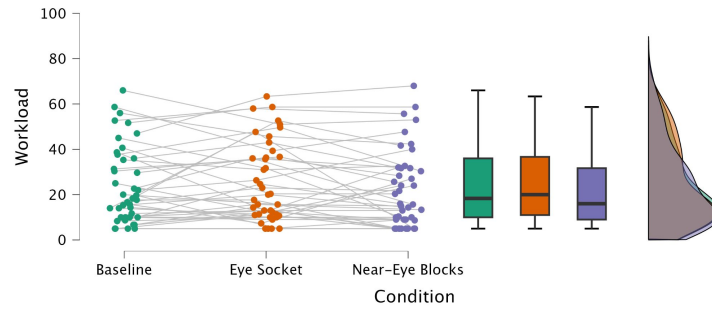 100
80
60
40
20
0
Workload
Baseline
Eye Socket
Near-Eye Blocks
Condition